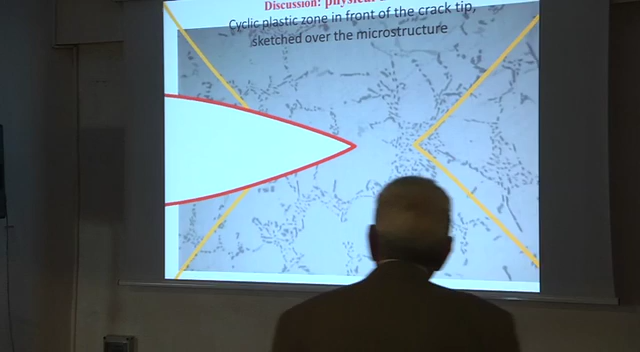 Discussion: physical
Cyclic plastic zone in front of the crack tip,
sketched over the microstructure